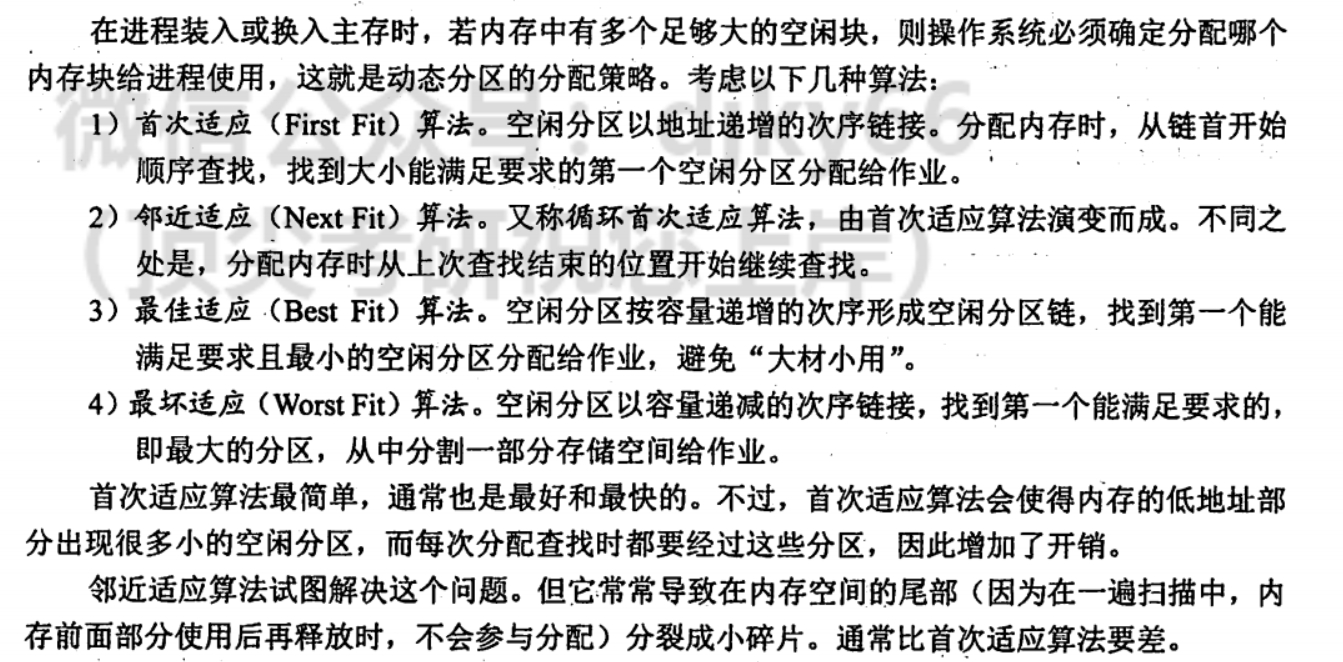 在进程装入或换入主存时，若内存中有多个足够大的空闲块，则操作系统必须确定分配哪个
内存块给进程使用，这就是动态分区的分配策略。考虑以下几种算法：
1）首次适应（First Fit）算法。空闲分区以地址递增的次序链接。分配内存时，从链首开始
顺序查找，找到大小能满足要求的第一个空闲分区分配给作业。
2）邻近适应（Next Fit）算法。又称循环首次适应算法，由首次适应算法演变而成。不同之
处是，分配内存时从上次查找结束的位置开始继续查找。
3）最佳适应（Best Fit）算法。空闲分区按容量递增的次序形成空闲分区链，找到第一个能
满足要求且最小的空闲分区分配给作业，避免“大材小用”。
4）最坏适应（Worst Fit）算法。空闲分区以容量递减的次序链接，找到第一个能满足要求的，
即最大的分区，从中分割一部分存储空间给作业。
首次适应算法最简单，通常也是最好和最快的。不过，首次适应算法会使得内存的低地址部
分出现很多小的空闲分区，而每次分配查找时都要经过这些分区，因此增加了开销。
邻近适应算法试图解决这个问题。但它常常导致在内存空间的尾部（因为在一遍扫描中，内
存前面部分使用后再释放时，不会参与分配）分裂成小碎片。通常比首次适应算法要差。
微信公众号：djky66
（顶尖考研祝您上岸）